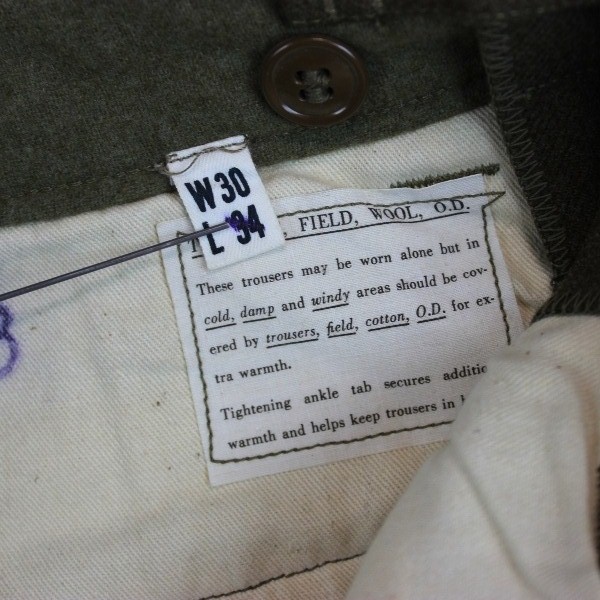 W30
L 34
FIELD, WOOL, O.D.
These trousers may be worn alone but in
cold, damp and windy areas should be cov-
ered by trousers, field, cotton, O.D. for ex-
tra warmth.
Tightening ankle tab secures
warmth and helps keep trousers in